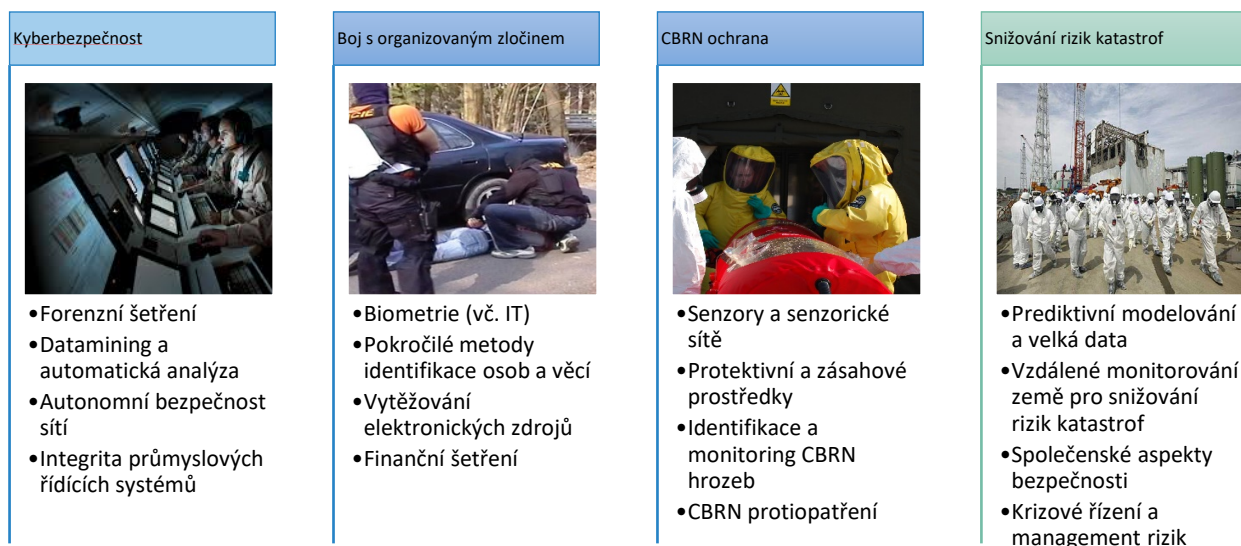 Kyberbezpečnost
Boj s organizovaným zločinem
CBRN ochrana
Snižování rizik katastrof
CIE
•Forenzní šetření
•Datamining a
automatická analýza
•Autonomní bezpečnost
sítí
•Integrita průmyslových
řídících systémů
•Biometrie (vč. IT)
•Pokročilé metody
identifikace osob a věcí
•Vytěžování
elektronických zdrojů
•Finanční šetření
•Senzory a senzorické
sítě
•Protektivní a zásahové
prostředky
•Identifikace a
monitoring CBRN
hrozeb
•CBRN protiopatření
•Prediktivní modelování
a velká data
•Vzdálené monitorování
země pro snižování
rizik katastrof
•Společenské aspekty
bezpečnosti
•Krizové řízení a
management rizik